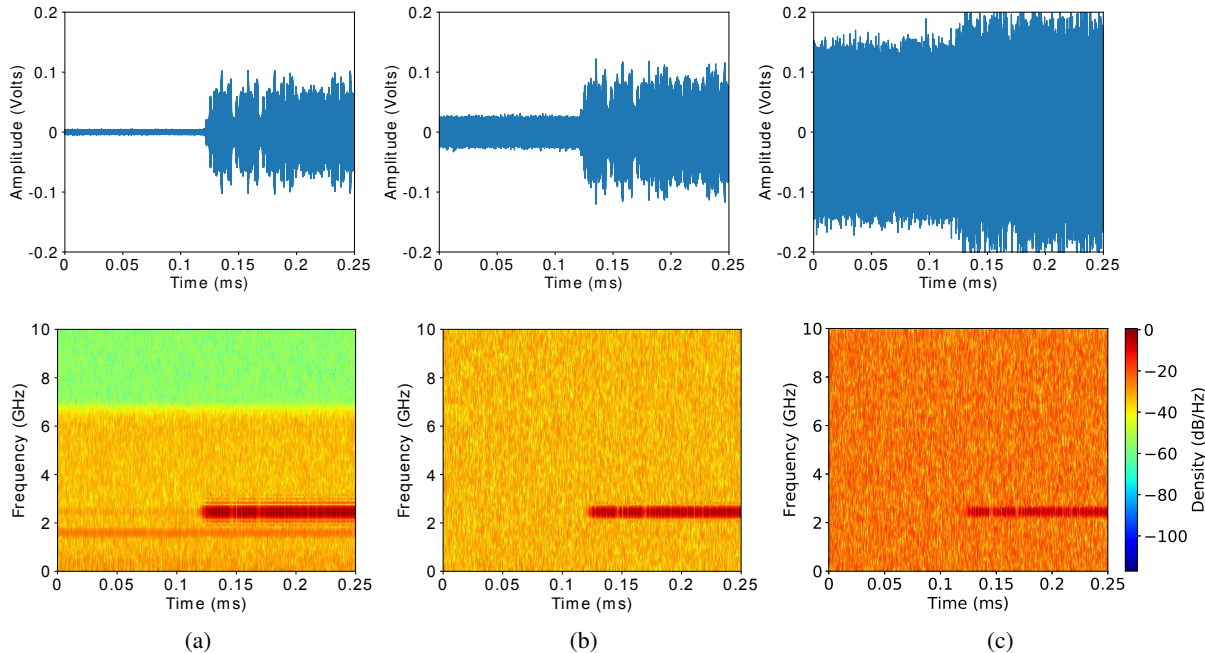 0.2
0.1
0
-0.1
-0.2
Amplitude (Volts)
0 0.05 0.1 0.15 0.2 0.25
Time (ms)
0.2
0.1
0
-0.1
-0.2
Amplitude (Volts)
0 0.05 0.1 0.15 0.2 0.25
Time (ms)
0.2
0.1
0
-0.1
-0.2
Amplitude (Volts)
0 0.05 0.1 0.15 0.2 0.25
Time (ms)
10
8
6
4
2
0
Frequency (GHz)
0 0.05 0.1 0.15 0.2 0.25
Time (ms)
(a)
10
8
6
4
2
0
Frequency (GHz)
0 0.05 0.1 0.15 0.2 0.25
Time (ms)
(b)
10
8
6
4
2
0
Frequency (GHz)
0 0.05 0.1 0.15 0.2 0.25
Time (ms)
(c)
0
−20
−40
−60
−80
−100
Density (dB/Hz)